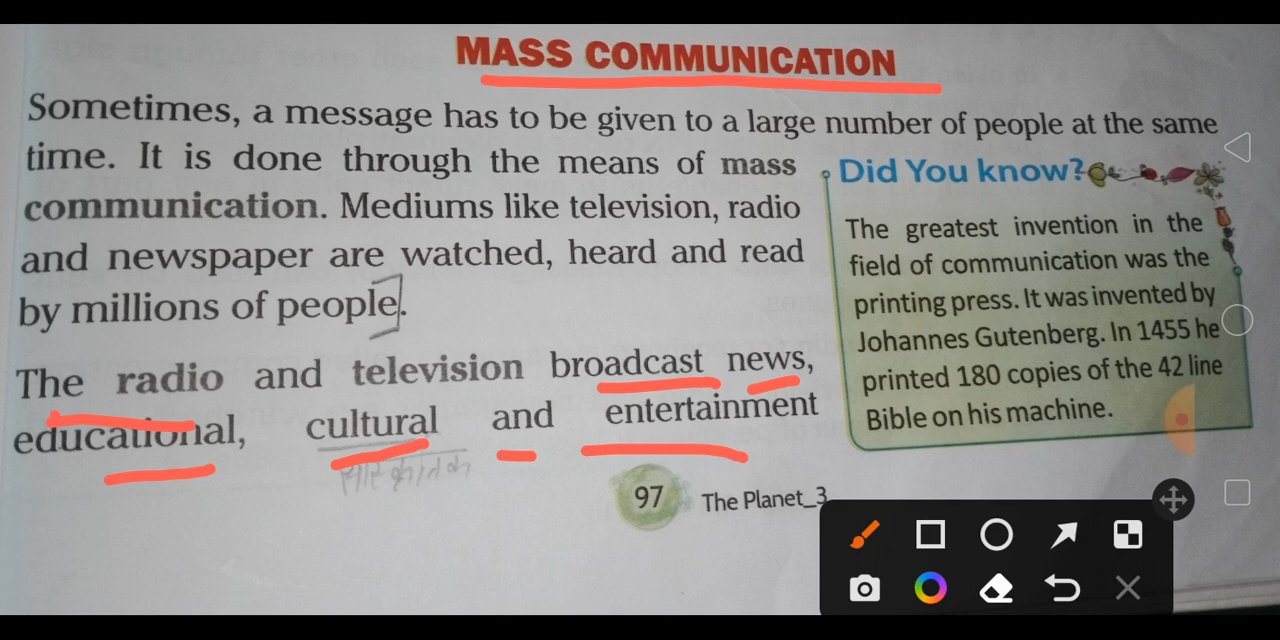 MASS COMMUNICATION
Sometimes, a message has to be given to a large number of people at the same
time. It is done through the means of mass
communication. Mediums like television, radio
and newspaper are watched, heard and read
by millions of people.
The radio and television broadcast news,
educational, cultural and entertainment
Did You know?
The greatest invention in the
field of communication was the
printing press. It was invented by
Johannes Gutenberg. In 1455 he
printed 180 copies of the 42 line
Bible on his machine.
97 The Planet_3